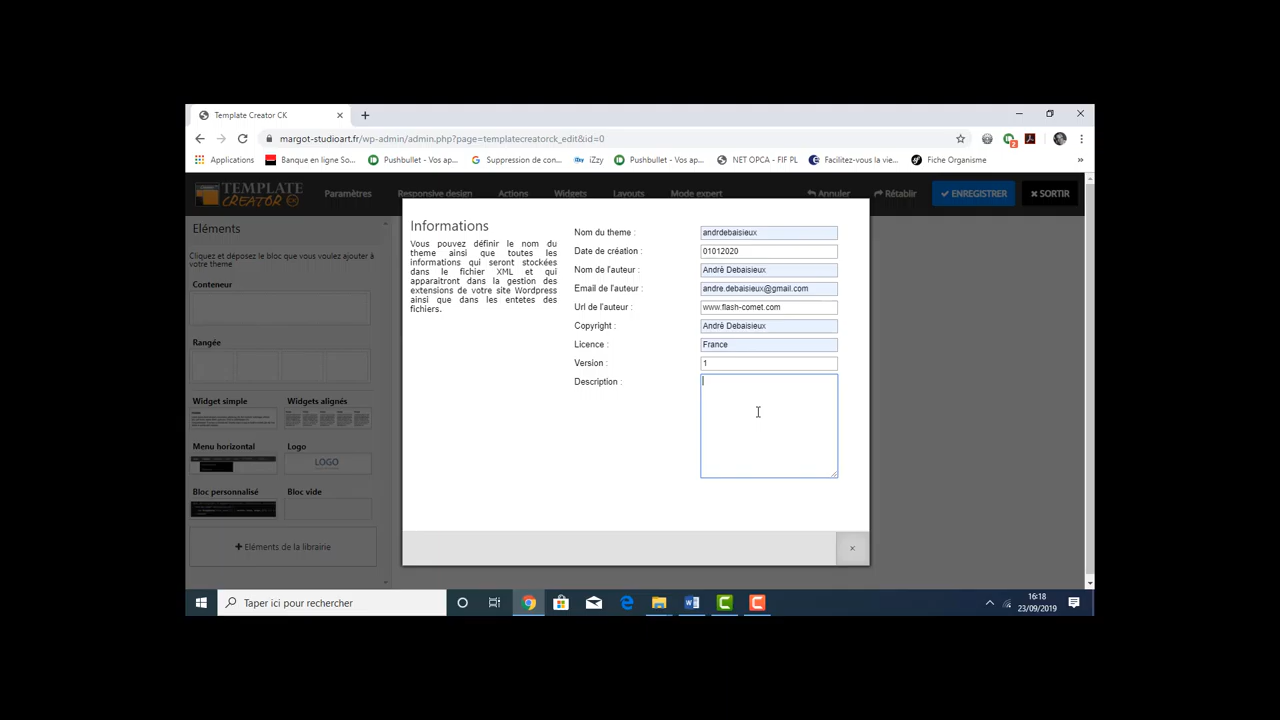 Template Creator CK
margot-studioart.fr/wp-admin/admin.php?page=templatecreatorck_edit&id=0
Applications
Banque en ligne So...
Pushbullet - Vos ap...
Suppression de con...
iZzy
Pushbullet - Vos ap...
NET OPCA - FIF PL
Facilitez-vous la vie...
Fiche Organisme
»
TEMPLATE CREATOR CK
Paramètres
Responsive design
Actions
Widgets
Layouts
Mode expert
Annuler
Rétablir
ENREGISTRER
SORTIR
Eléments
Cliquez et déposez le bloc que vous voulez ajouter à
votre theme
Conteneur
Rangée
Widget simple
Widgets alignés
Menu horizontal
Logo
LOGO
Bloc personnalisé
Bloc vide
+ Eléments de la librairie
Informations
Vous pouvez définir le nom du
theme ainsi que toutes les
informations qui seront stockées
dans le fichier XML et qui
apparaitront dans la gestion des
extensions de votre site Wordpress
ainsi que dans les entetes des
fichiers.
Nom du theme : andrdebaisieux
Date de création : 01012020
Nom de l'auteur : André Debaisieux
Email de l'auteur : andre.debaisieux@gmail.com
Url de l'auteur : www.flash-comet.com
Copyright : André Debaisieux
Licence : France
Version : 1
Description :
×
Taper ici pour rechercher
16:18
23/09/2019